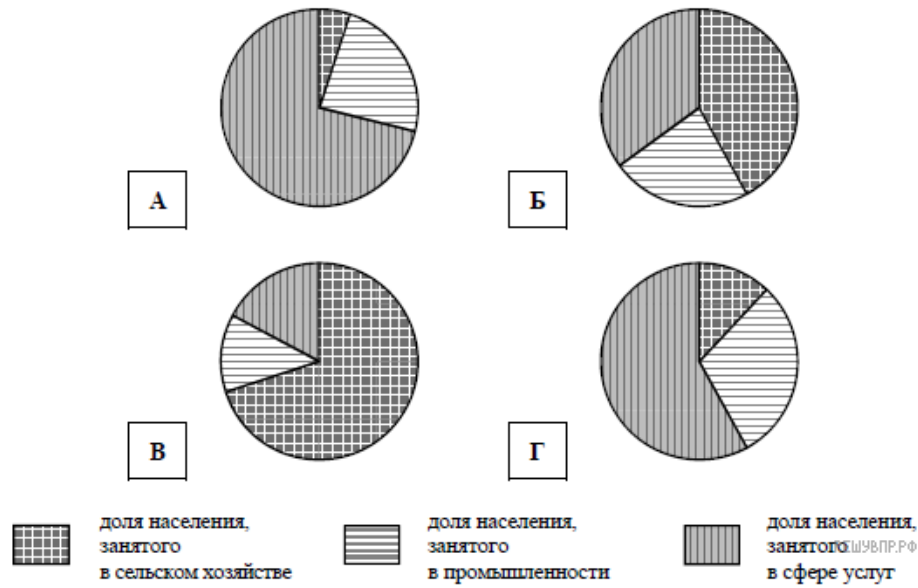 А
Б
В
Г
доля населения,
занятого
в сельском хозяйстве
доля населения,
занятого
в промышленности
доля населения,
занятого
в сфере услуг
РЕШУВПР.РФ